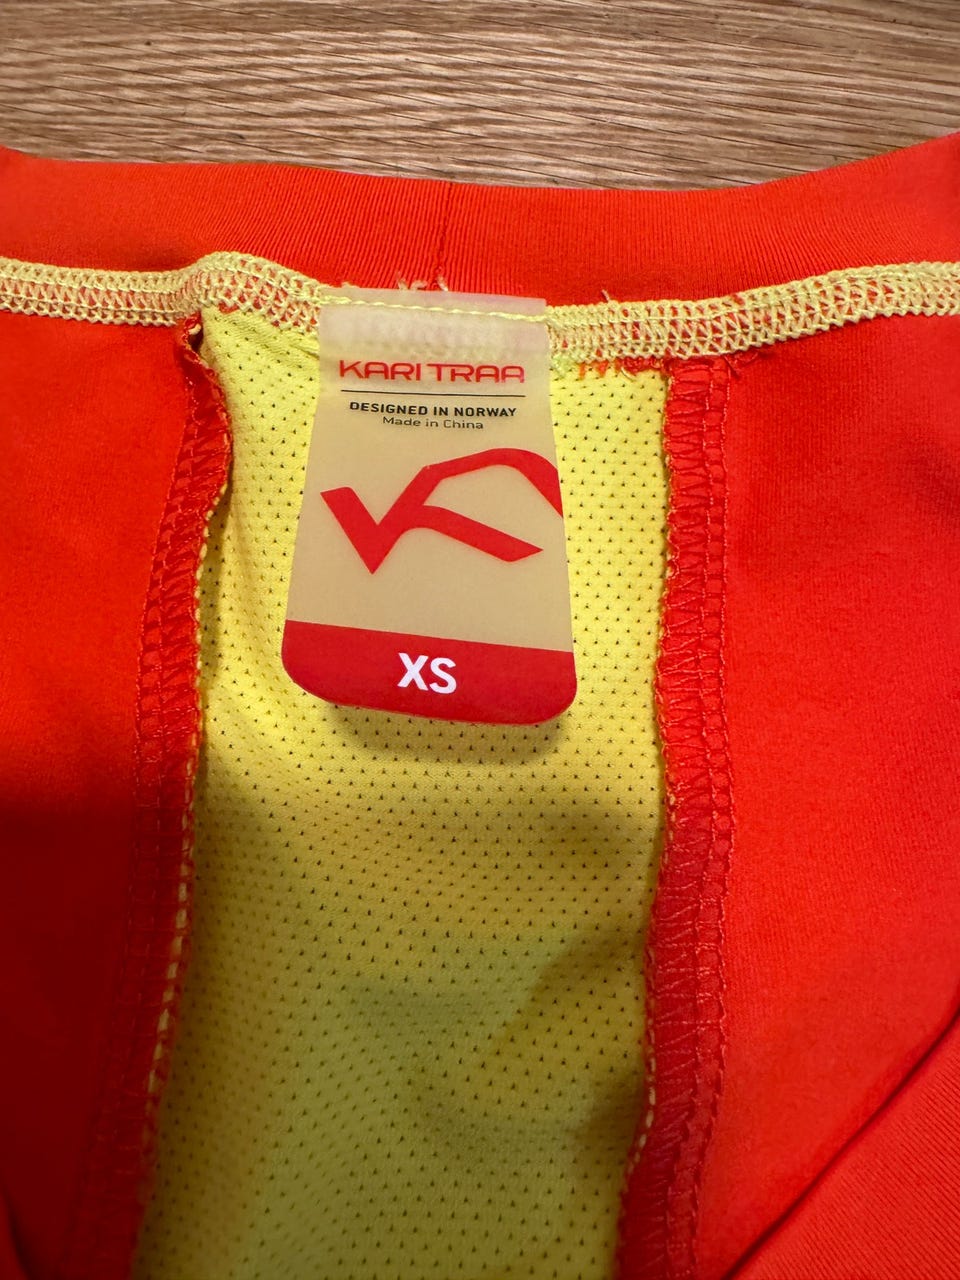 KARI TRAA
DESIGNED IN NORWAY
Made in China
XS